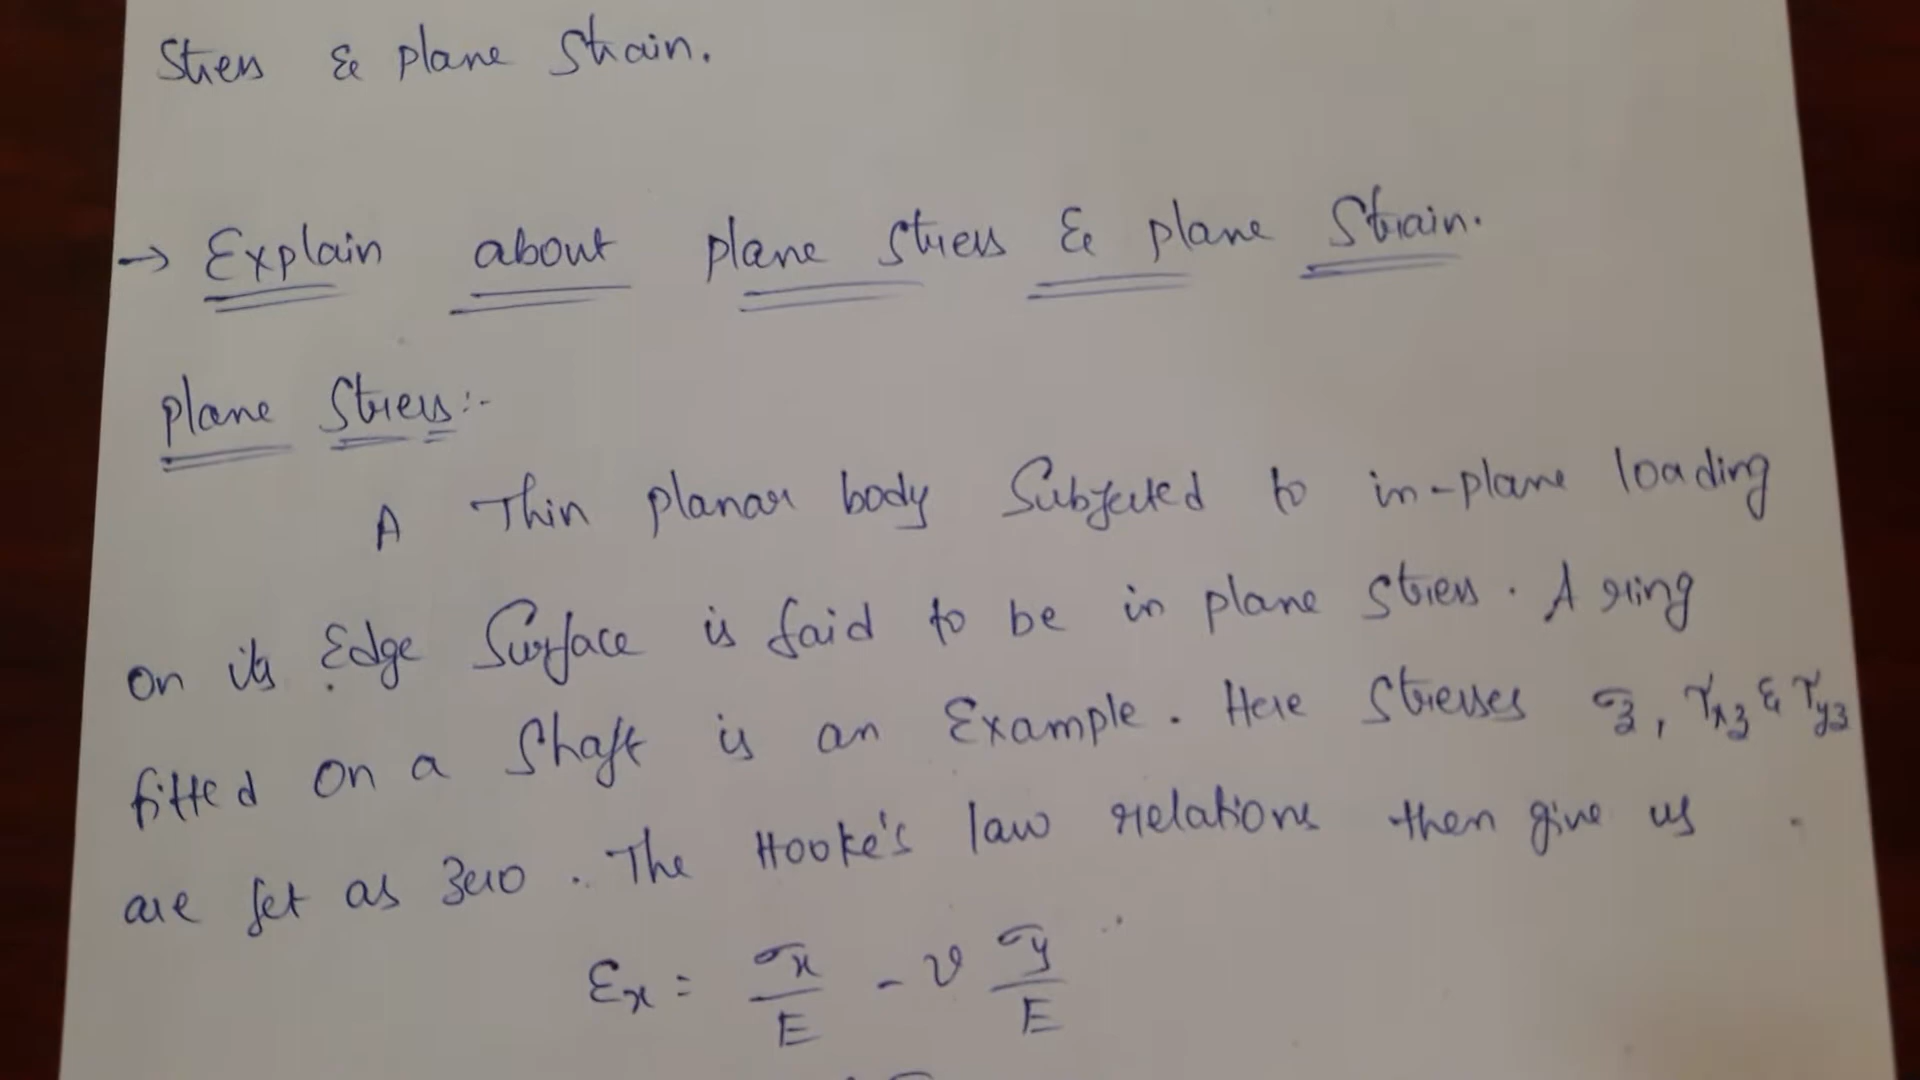 Stress & plane Strain.
→ Explain about plane stress & plane Strain.
plane Stress:-
A Thin planar body Subjected to in-plane loading
on its Edge Surface is said to be in plane stress. A ring
fitted on a Shaft is an Example. Here Stresses σz, τxz & τyz
are set as zero. The Hooke's law relations then give us
εx = σx/E - ν σy/E